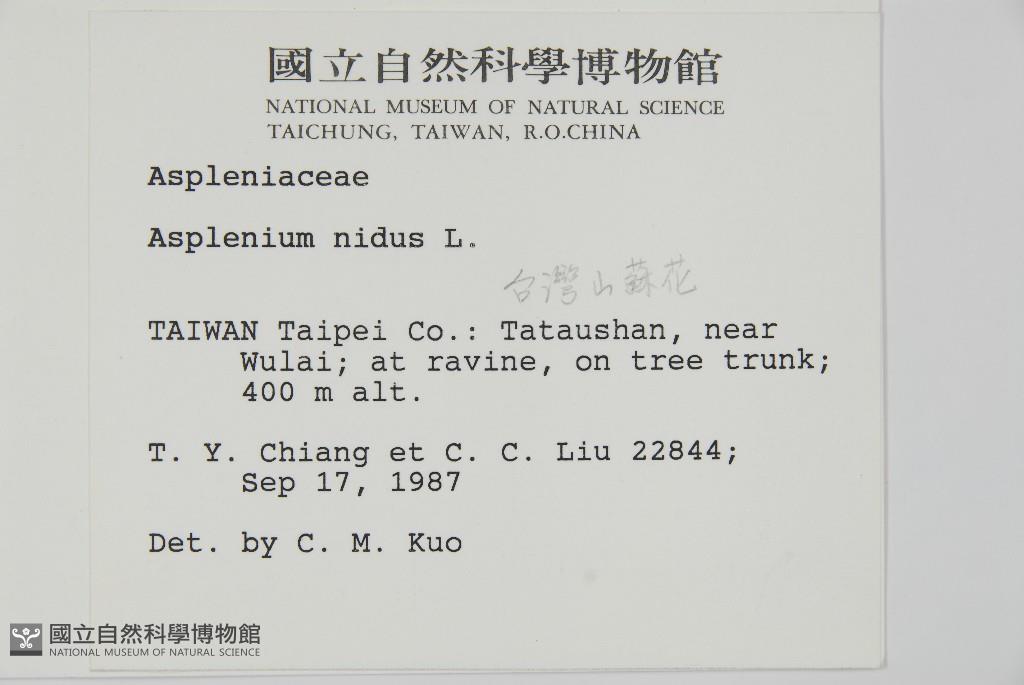 國立自然科學博物館
NATIONAL MUSEUM OF NATURAL SCIENCE
TAICHUNG, TAIWAN, R.O.CHINA
Aspleniaceae
Asplenium nidus L.
台灣山蘇花
TAIWAN Taipei Co.: Tataushan, near
Wulai; at ravine, on tree trunk;
400 m alt.
T. Y. Chiang et C. C. Liu 22844;
Sep 17, 1987
Det. by C. M. Kuo
國立自然科學博物館
NATIONAL MUSEUM OF NATURAL SCIENCE